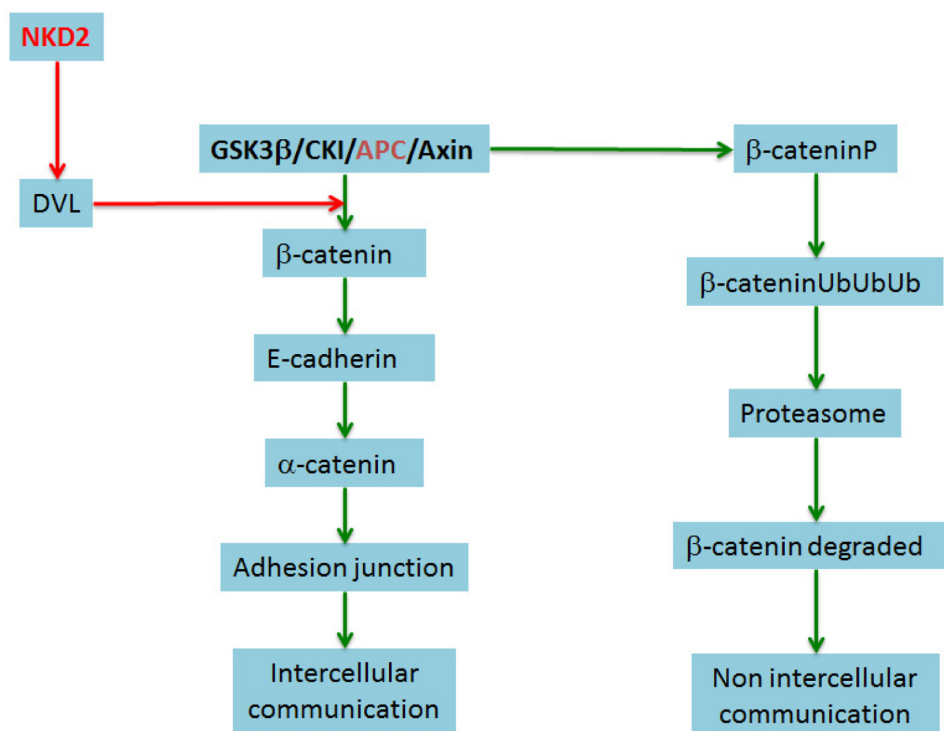 NKD2
GSK3β/CKI/APC/Axin
β-cateninP
DVL
β-catenin
β-cateninUbUbUb
E-cadherin
Proteasome
α-catenin
β-catenin degraded
Adhesion junction
Intercellular
communication
Non intercellular
communication